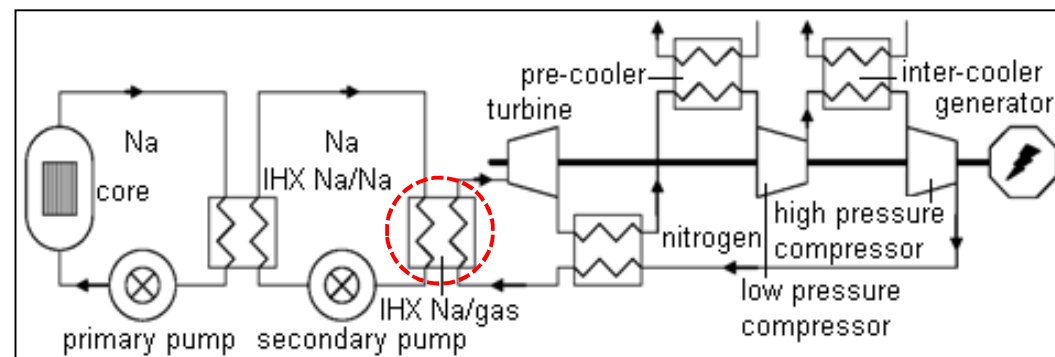 pre-cooler
inter-cooler
turbine
generator
Na
Na
IHX Na/Na
core
nitrogen
high pressure
compressor
IHX Na/gas
low pressure
compressor
primary pump
secondary pump